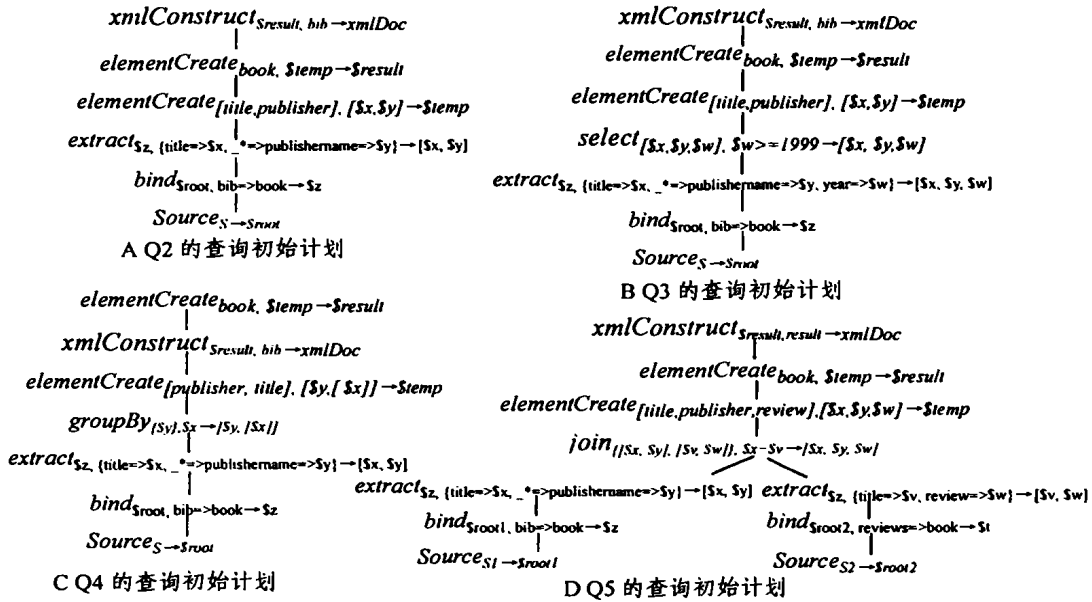 xmlConstruct$result, bib→xmlDoc
elementCreatebook, $temp→$result
elementCreate[title,publisher], [$x,$y]→$temp
extract$z, {title=>$x, _*=>publishername=>$y}→[$x, $y]
bind$root, bib=>book→$z
SourceS→$root
A Q2 的查询初始计划
xmlConstruct$result, bib→xmlDoc
elementCreatebook, $temp→$result
elementCreate[title,publisher], [$x,$y]→$temp
select[$x,$y,$w], $w>=1999→[$x, $y,$w]
extract$z, {title=>$x, _*=>publishername=>$y, year=>$w}→[$x, $y, $w]
bind$root, bib=>book→$z
SourceS→$root
B Q3 的查询初始计划
elementCreatebook, $temp→$result
xmlConstruct$result, bib→xmlDoc
elementCreate[publisher, title], [$y,[ $x]]→$temp
groupBy{$y},$x→[$y, [$x]]
extract$z, {title=>$x, _*=>publishername=>$y}→[$x, $y]
bind$root, bib=>book→$z
SourceS→$root
C Q4 的查询初始计划
xmlConstruct$result,result→xmlDoc
elementCreatebook, $temp→$result
elementCreate[title,publisher,review],[$x,$y,$w]→$temp
join{[$x, $y], [$v, $w]}, $x=$v→[$x, $y, $w]
extract$z, {title=>$x, _*=>publishername=>$y}→[$x, $y]
bind$root1, bib=>book→$z
SourceS1→$root1
extract$z, {title=>$v, review=>$w}→[$v, $w]
bind$root2, reviews=>book→$t
SourceS2→$root2
D Q5 的查询初始计划